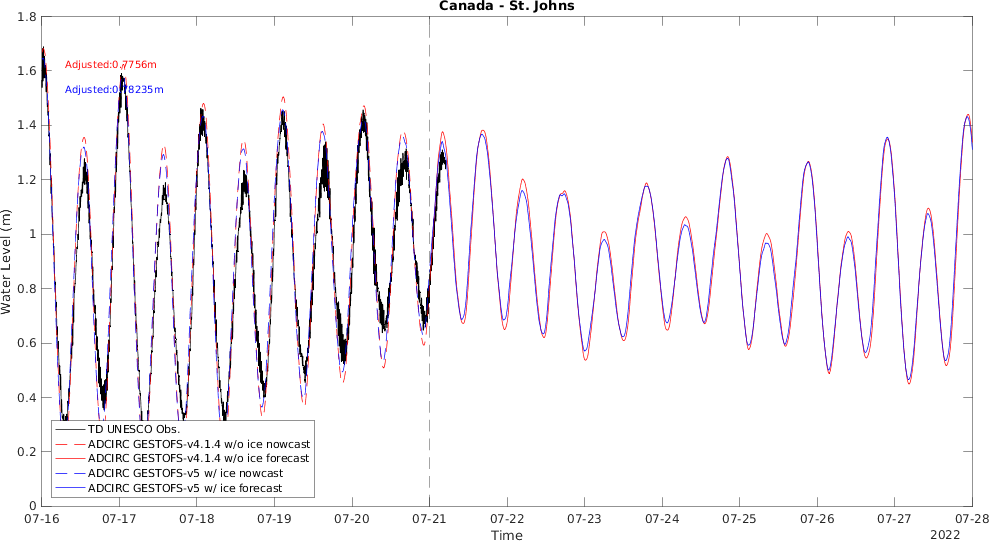 Canada - St. Johns
1.8
1.6
1.4
1.2
1
0.8
0.6
0.4
0.2
0
Water Level (m)
Adjusted:0.7756m
Adjusted:0.78235m
TD UNESCO Obs.
ADCIRC GESTOFS-v4.1.4 w/o ice nowcast
ADCIRC GESTOFS-v4.1.4 w/o ice forecast
ADCIRC GESTOFS-v5 w/ ice nowcast
ADCIRC GESTOFS-v5 w/ ice forecast
07-16 07-17 07-18 07-19 07-20 07-21 07-22 07-23 07-24 07-25 07-26 07-27 07-28
Time
2022